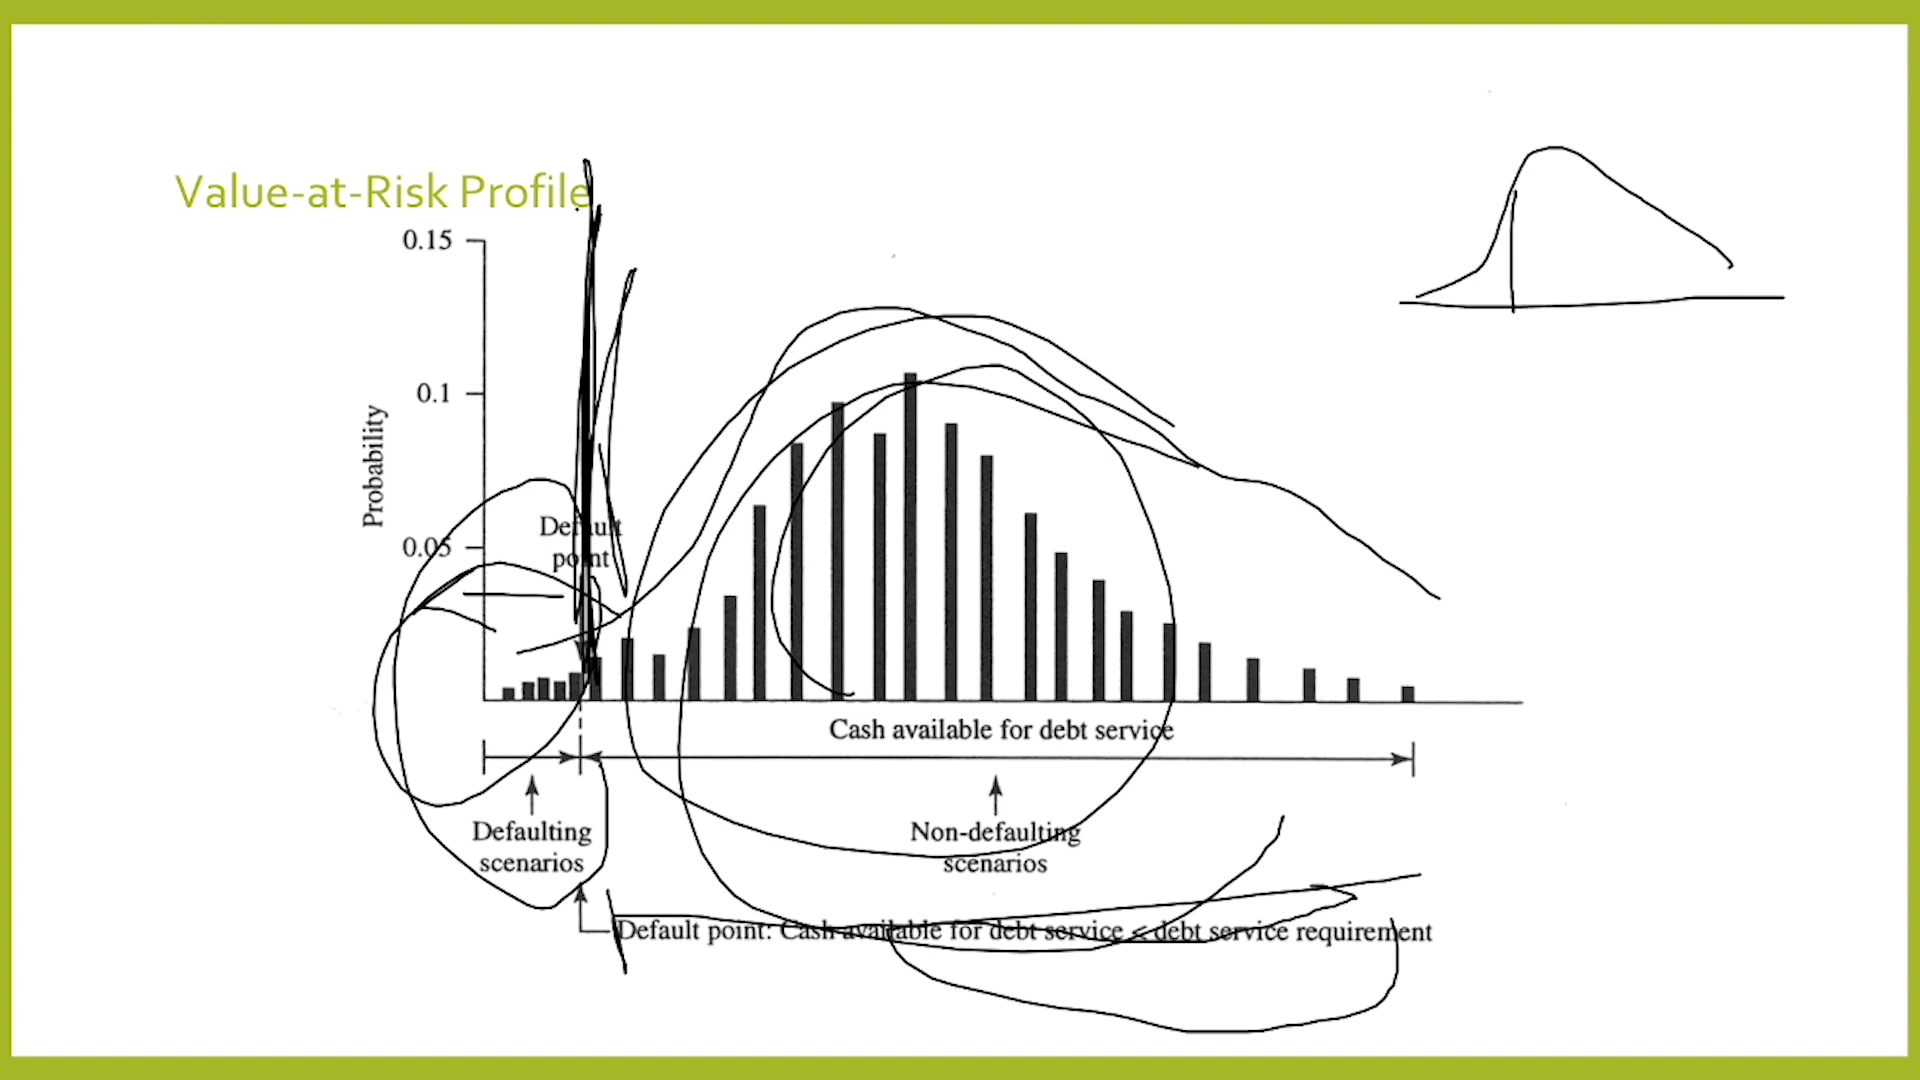 Value-at-Risk Profile
0.15
0.1
0.05
Probability
Default
point
Cash available for debt service
Defaulting
scenarios
Non-defaulting
scenarios
Default point: Cash available for debt service < debt service requirement